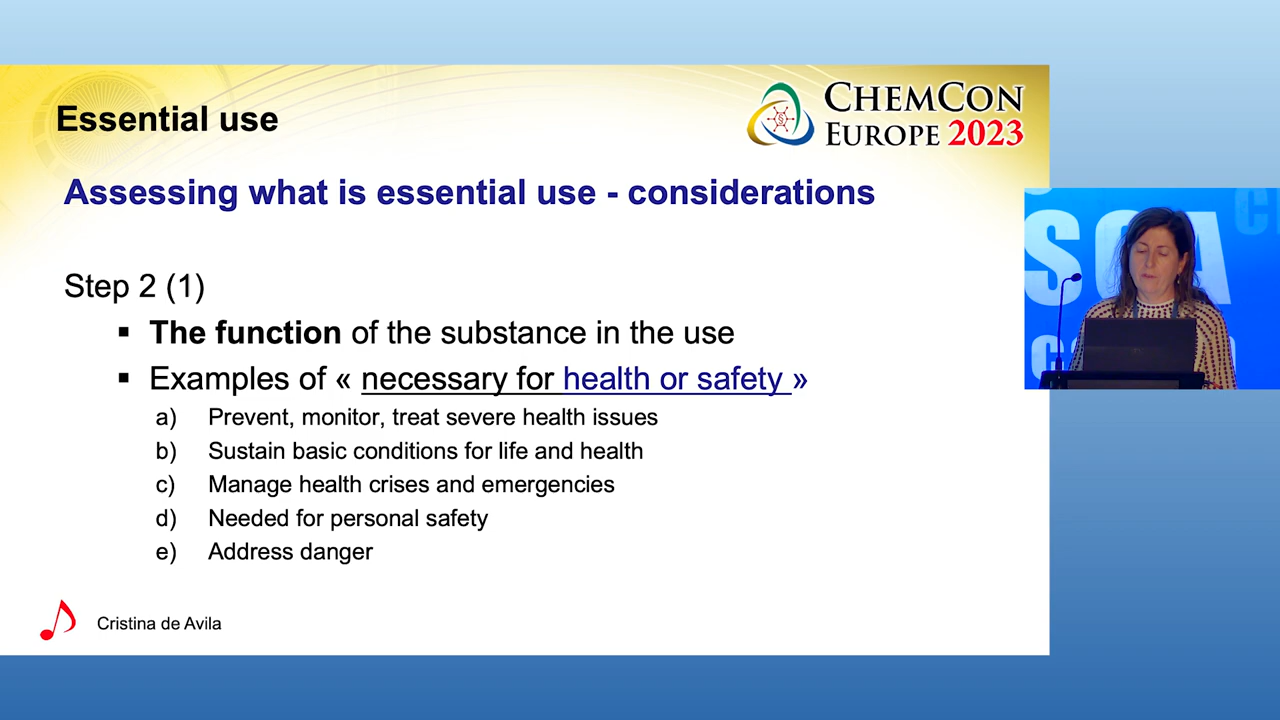 Essential use
CHEMCON
EUROPE 2023
Assessing what is essential use - considerations
Step 2 (1)
▪ The function of the substance in the use
▪ Examples of « necessary for health or safety »
a) Prevent, monitor, treat severe health issues
b) Sustain basic conditions for life and health
c) Manage health crises and emergencies
d) Needed for personal safety
e) Address danger
Cristina de Avila